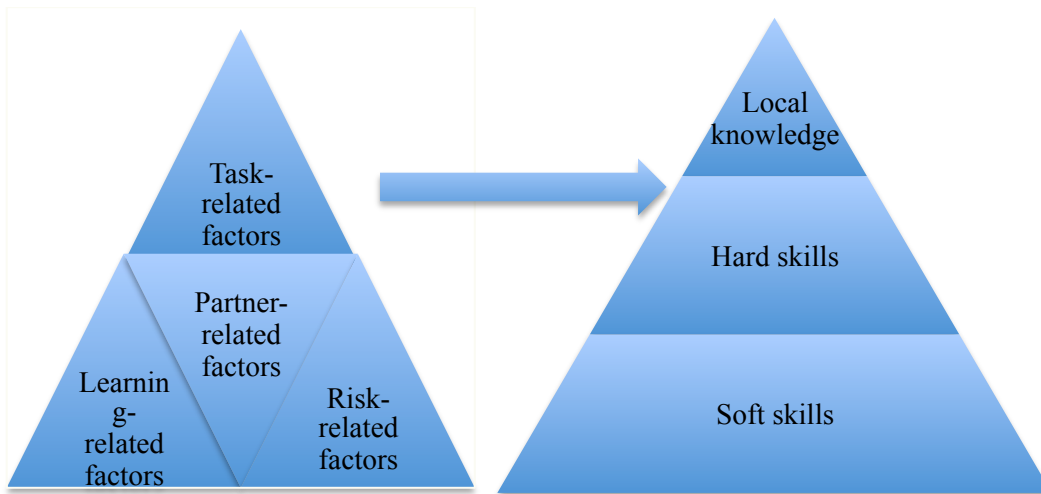 Task-
related
factors
Partner-
related
factors
Learnin
g-
related
factors
Risk-
related
factors
Local
knowledge
Hard skills
Soft skills